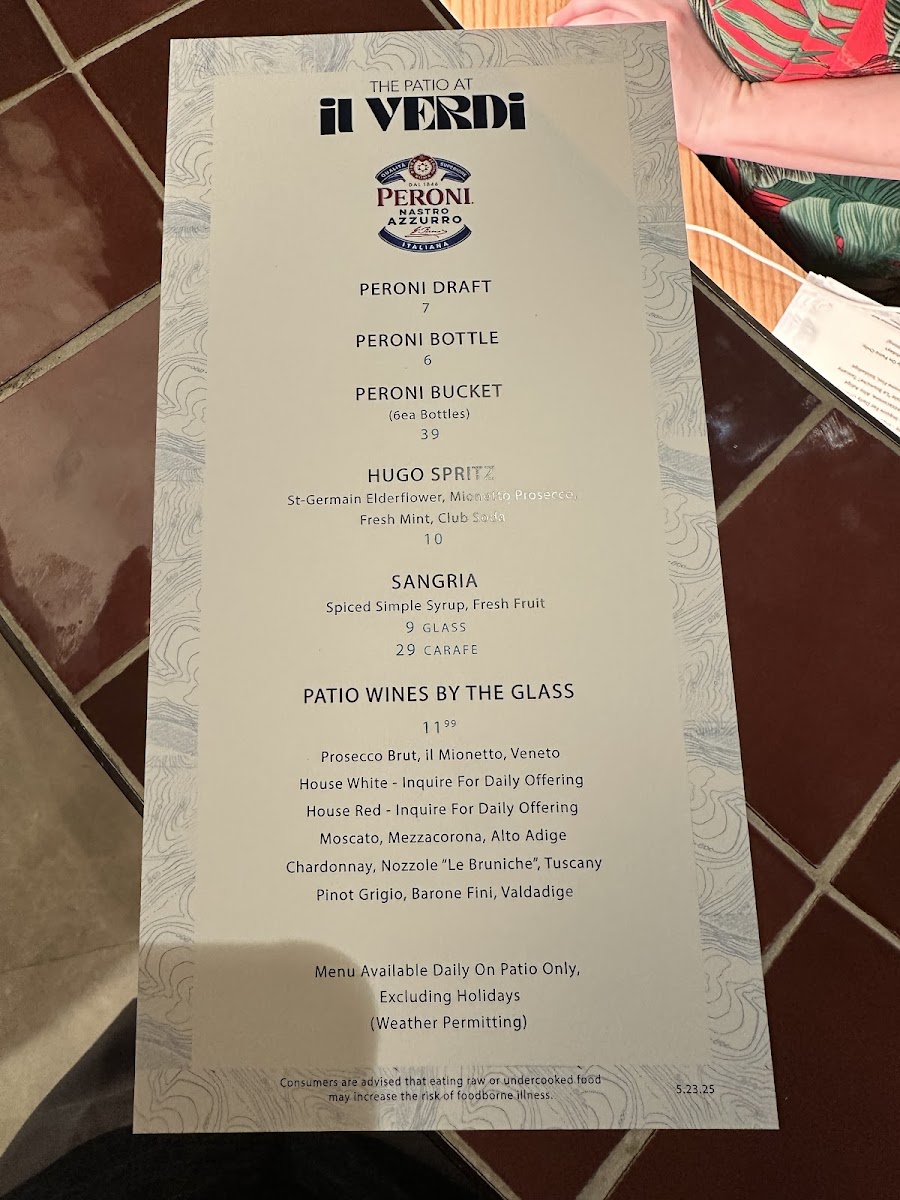 THE PATIO AT
il VERDi
QUALITÀ SUPERIORE
DAL 1846
PERONI
NASTRO
AZZURRO
ITALIANA
PERONI DRAFT
7
PERONI BOTTLE
6
PERONI BUCKET
(6ea Bottles)
39
HUGO SPRITZ
St-Germain Elderflower, Mionetto Prosecco,
Fresh Mint, Club Soda
10
SANGRIA
Spiced Simple Syrup, Fresh Fruit
9 GLASS
29 CARAFE
PATIO WINES BY THE GLASS
11⁹⁹
Prosecco Brut, il Mionetto, Veneto
House White - Inquire For Daily Offering
House Red - Inquire For Daily Offering
Moscato, Mezzacorona, Alto Adige
Chardonnay, Nozzole “Le Bruniche”, Tuscany
Pinot Grigio, Barone Fini, Valdadige
Menu Available Daily On Patio Only,
Excluding Holidays
(Weather Permitting)
Consumers are advised that eating raw or undercooked food
may increase the risk of foodborne illness.
5.23.25